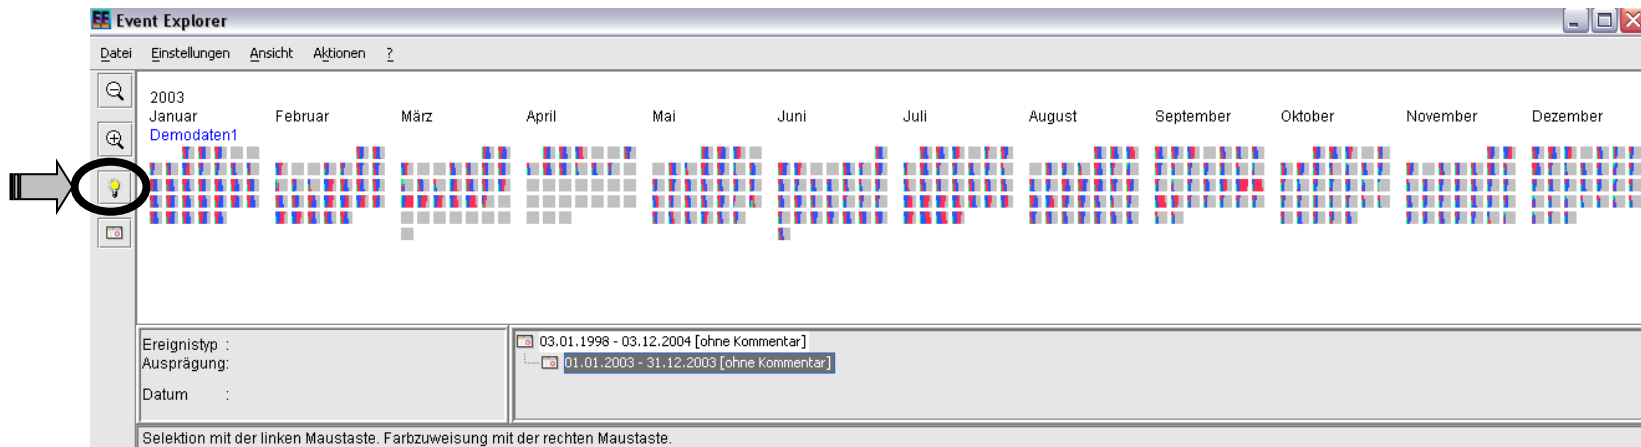 EE Event Explorer
Datei Einstellungen Ansicht Aktionen ?
2003
Januar Februar März April Mai Juni Juli August September Oktober November Dezember
Demodaten1
Ereignistyp :
Ausprägung:
Datum :
03.01.1998 - 03.12.2004 [ohne Kommentar]
01.01.2003 - 31.12.2003 [ohne Kommentar]
Selektion mit der linken Maustaste. Farbzuweisung mit der rechten Maustaste.